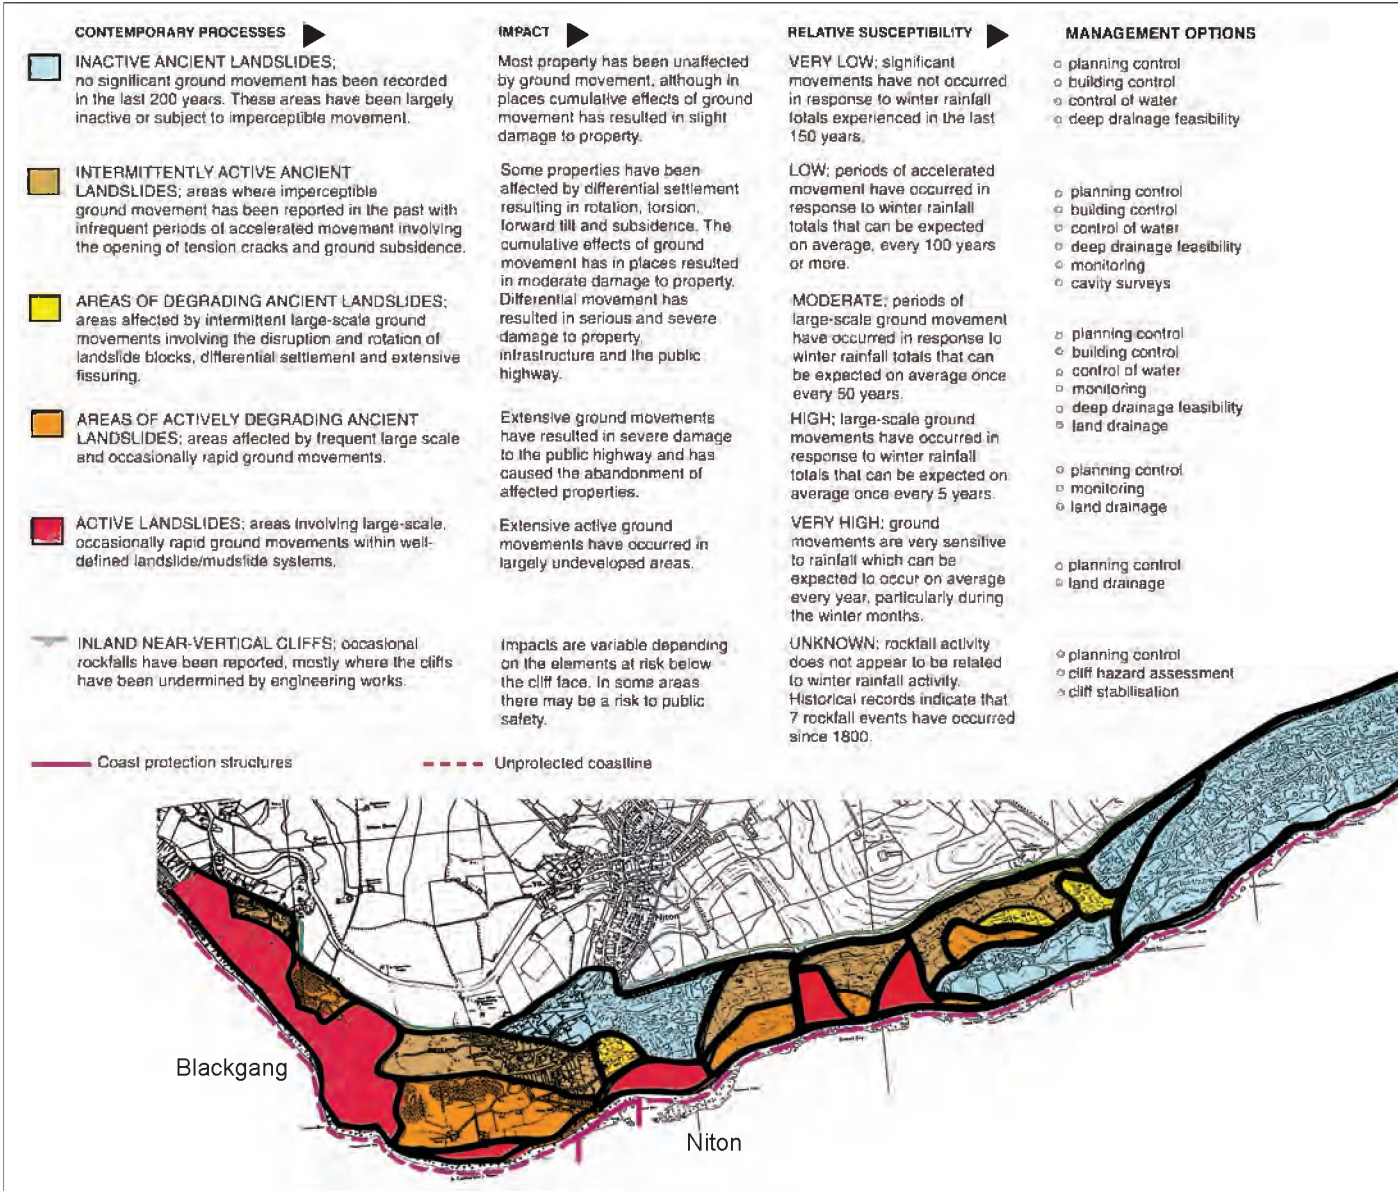 CONTEMPORARY PROCESSES
IMPACT
RELATIVE SUSCEPTIBILITY
MANAGEMENT OPTIONS
INACTIVE ANCIENT LANDSLIDES;
no significant ground movement has been recorded
in the last 200 years. These areas have been largely
inactive or subject to imperceptible movement.
Most property has been unaffected
by ground movement, although in
places cumulative effects of ground
movement has resulted in slight
damage to property.
VERY LOW; significant
movements have not occurred
in response to winter rainfall
totals experienced in the last
150 years.
planning control
building control
control of water
deep drainage feasibility
INTERMITTENTLY ACTIVE ANCIENT
LANDSLIDES; areas where imperceptible
ground movement has been reported in the past with
infrequent periods of accelerated movement involving
the opening of tension cracks and ground subsidence.
Some properties have been
affected by differential settlement
resulting in rotation, torsion,
forward tilt and subsidence. The
cumulative effects of ground
movement has in places resulted
in moderate damage to property.
LOW; periods of accelerated
movement have occurred in
response to winter rainfall
totals that can be expected
on average, every 100 years
or more.
planning control
building control
control of water
deep drainage feasibility
monitoring
cavity surveys
AREAS OF DEGRADING ANCIENT LANDSLIDES;
areas affected by intermittent large-scale ground
movements involving the disruption and rotation of
landslide blocks, differential settlement and extensive
fissuring.
Differential movement has
resulted in serious and severe
damage to property,
infrastructure and the public
highway.
MODERATE; periods of
large-scale ground movement
have occurred in response to
winter rainfall totals that can
be expected on average once
every 50 years.
planning control
building control
control of water
monitoring
deep drainage feasibility
land drainage
AREAS OF ACTIVELY DEGRADING ANCIENT
LANDSLIDES; areas affected by frequent large scale
and occasionally rapid ground movements.
Extensive ground movements
have resulted in severe damage
to the public highway and has
caused the abandonment of
affected properties.
HIGH; large-scale ground
movements have occurred in
response to winter rainfall
totals that can be expected on
average once every 5 years.
planning control
monitoring
land drainage
ACTIVE LANDSLIDES; areas involving large-scale,
occasionally rapid ground movements within well-
defined landslide/mudslide systems.
Extensive active ground
movements have occurred in
largely undeveloped areas.
VERY HIGH; ground
movements are very sensitive
to rainfall which can be
expected to occur on average
every year, particularly during
the winter months.
planning control
land drainage
INLAND NEAR-VERTICAL CLIFFS; occasional
rockfalls have been reported, mostly where the cliffs
have been undermined by engineering works.
Impacts are variable depending
on the elements at risk below
the cliff face. In some areas
there may be a risk to public
safety.
UNKNOWN; rockfall activity
does not appear to be related
to winter rainfall activity.
Historical records indicate that
7 rockfall events have occurred
since 1800.
planning control
cliff hazard assessment
cliff stabilisation
Coast protection structures
Unprotected coastline
Niton
Blackgang
Niton